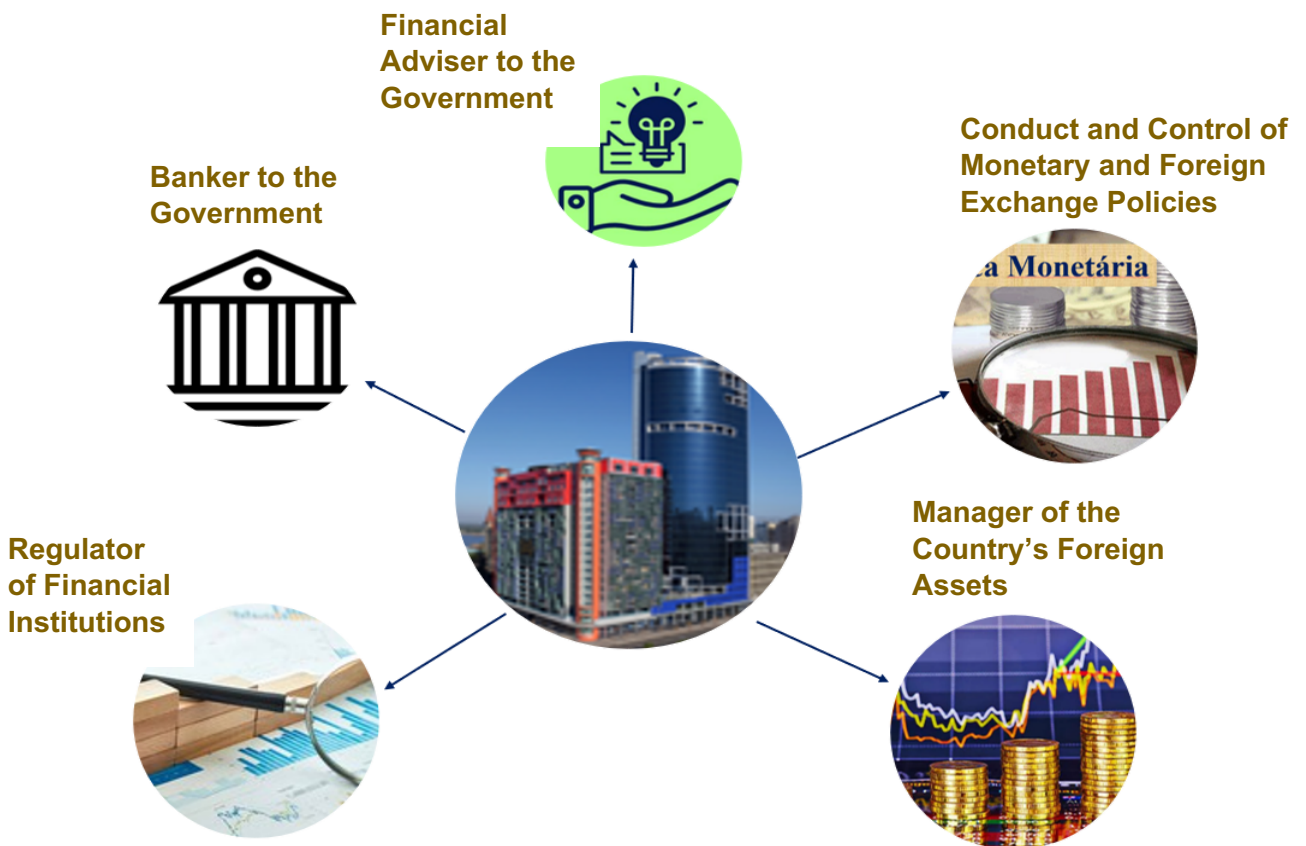 Financial
Adviser to the
Government
Conduct and Control of
Monetary and Foreign
Exchange Policies
Banker to the
Government
a Monetária
Manager of the
Country’s Foreign
Assets
Regulator
of Financial
Institutions